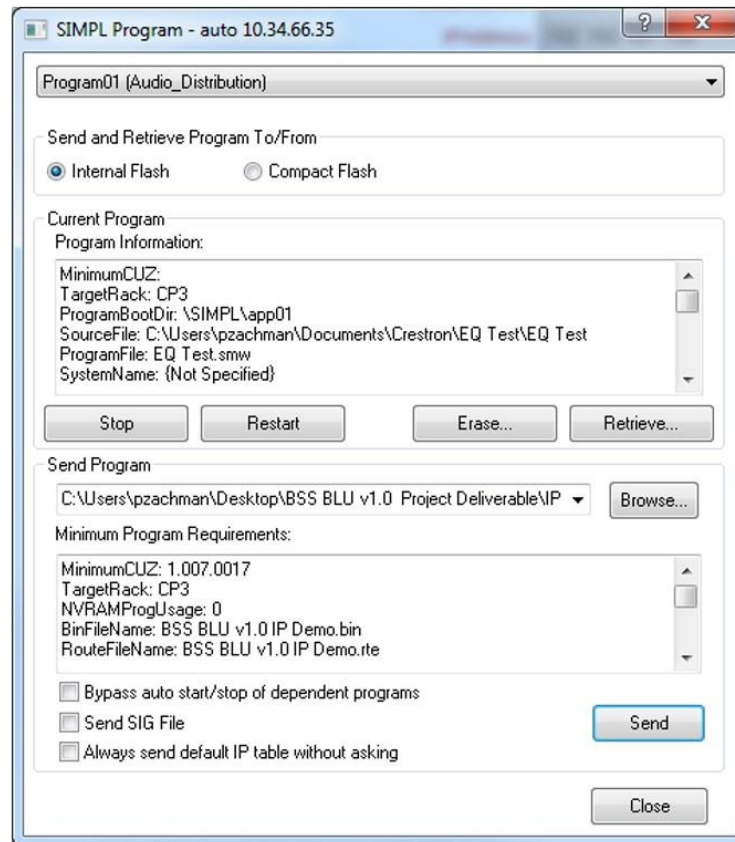 SIMPL Program - auto 10.34.66.35
Program01 (Audio_Distribution)
Send and Retrieve Program To/From
Internal Flash
Compact Flash
Current Program
Program Information:
MinimumCUZ:
TargetRack: CP3
ProgramBootDir: \SIMPL\app01
SourceFile: C:\Users\pzachman\Documents\Crestron\EQ Test\EQ Test
ProgramFile: EQ Test.smw
SystemName: {Not Specified}
Stop
Restart
Erase...
Retrieve...
Send Program
C:\Users\pzachman\Desktop\BSS BLU v1.0 Project Deliverable\IP
Browse...
Minimum Program Requirements:
MinimumCUZ: 1.007.0017
TargetRack: CP3
NVRAMProgUsage: 0
BinFileName: BSS BLU v1.0 IP Demo.bin
RouteFileName: BSS BLU v1.0 IP Demo.rte
Bypass auto start/stop of dependent programs
Send SIG File
Send
Always send default IP table without asking
Close